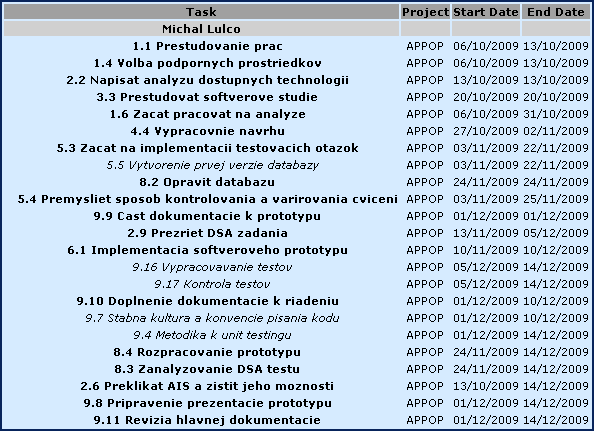 Task Project Start Date End Date
Michal Lulco
1.1 Prestudovanie prac APPOP 06/10/2009 13/10/2009
1.4 Volba podpornych prostriedkov APPOP 06/10/2009 13/10/2009
2.2 Napisat analyzu dostupnych technologii APPOP 13/10/2009 13/10/2009
3.3 Prestudovat softverove studie APPOP 20/10/2009 20/10/2009
1.6 Zacat pracovat na analyze APPOP 06/10/2009 31/10/2009
4.4 Vypracovnie navrhu APPOP 27/10/2009 02/11/2009
5.3 Zacat na implementacii testovacich otazok APPOP 03/11/2009 22/11/2009
5.5 Vytvorenie prvej verzie databazy APPOP 03/11/2009 22/11/2009
8.2 Opravit databazu APPOP 24/11/2009 24/11/2009
5.4 Premysliet sposob kontrolovania a varirovania cviceni APPOP 03/11/2009 25/11/2009
9.9 Cast dokumentacie k prototypu APPOP 01/12/2009 01/12/2009
2.9 Prezriet DSA zadania APPOP 13/11/2009 05/12/2009
6.1 Implementacia softveroveho prototypu APPOP 10/11/2009 10/12/2009
9.16 Vypracovavanie testov APPOP 05/12/2009 14/12/2009
9.17 Kontrola testov APPOP 05/12/2009 14/12/2009
9.10 Doplnenie dokumentacie k riadeniu APPOP 01/12/2009 10/12/2009
9.7 Stabna kultura a konvencie pisania kodu APPOP 01/12/2009 10/12/2009
9.4 Metodika k unit testingu APPOP 01/12/2009 14/12/2009
8.4 Rozpracovanie prototypu APPOP 24/11/2009 14/12/2009
8.3 Zanalyzovanie DSA testu APPOP 24/11/2009 14/12/2009
2.6 Preklikat AIS a zistit jeho moznosti APPOP 13/10/2009 14/12/2009
9.8 Pripravenie prezentacie prototypu APPOP 01/12/2009 14/12/2009
9.11 Revizia hlavnej dokumentacie APPOP 01/12/2009 14/12/2009